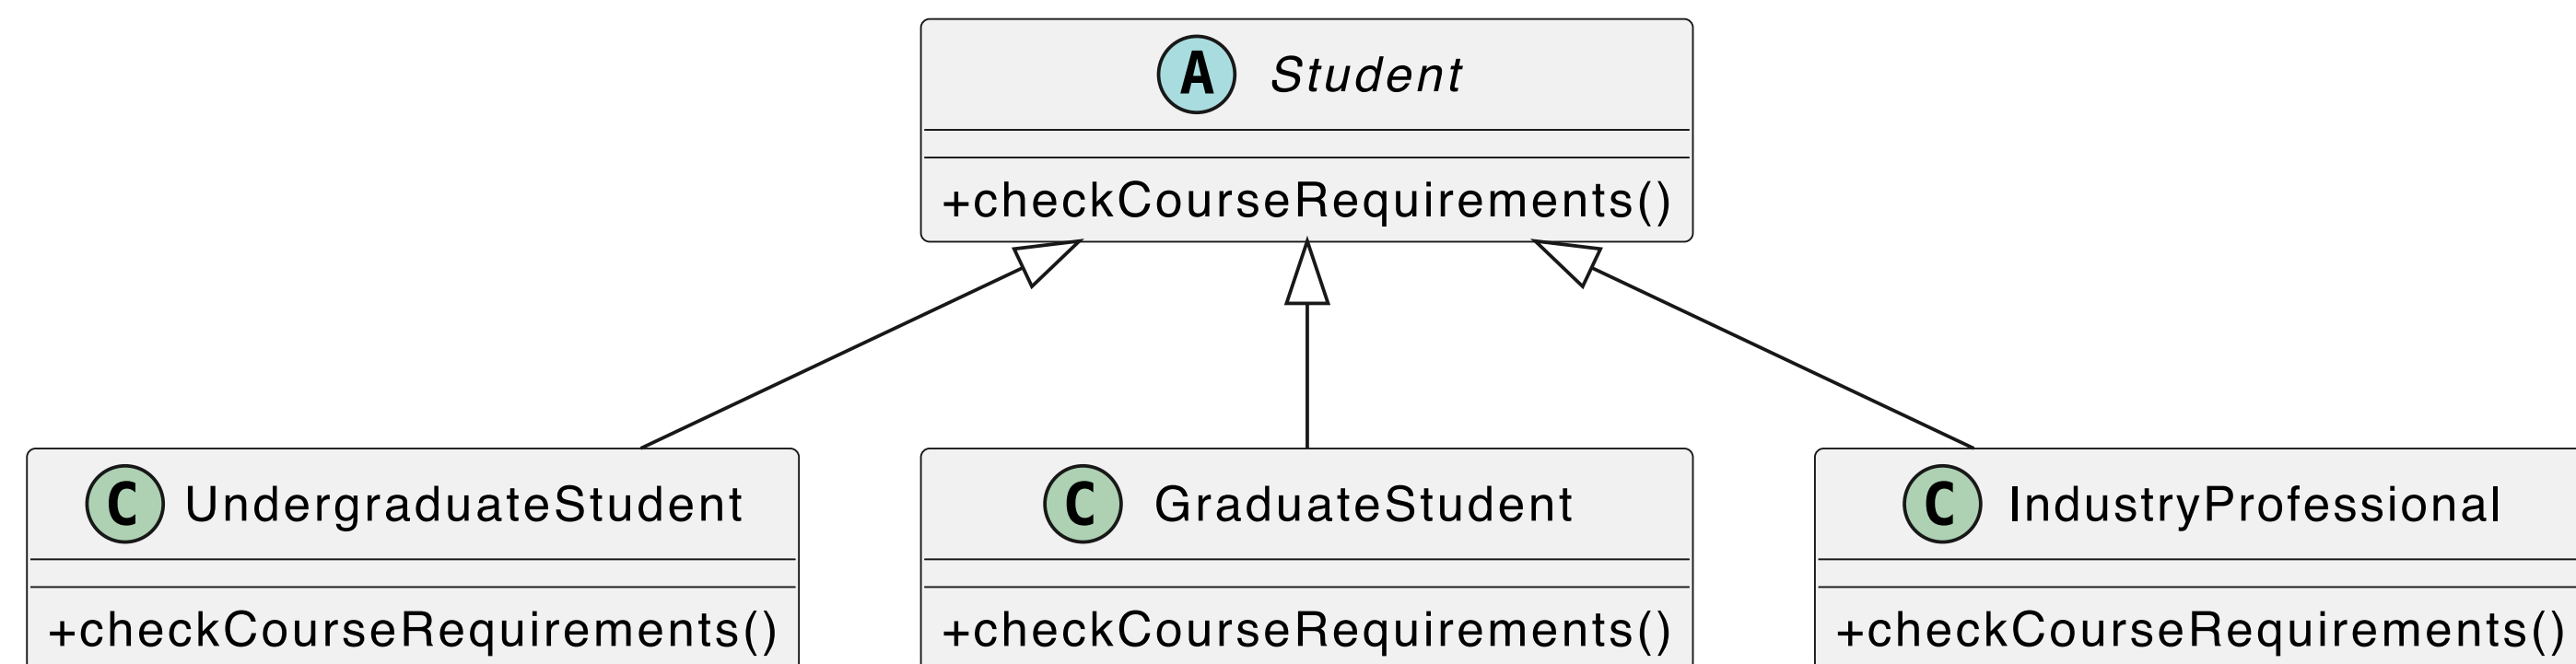 A Student
+checkCourseRequirements()
C UndergraduateStudent
+checkCourseRequirements()
C GraduateStudent
+checkCourseRequirements()
C IndustryProfessional
+checkCourseRequirements()